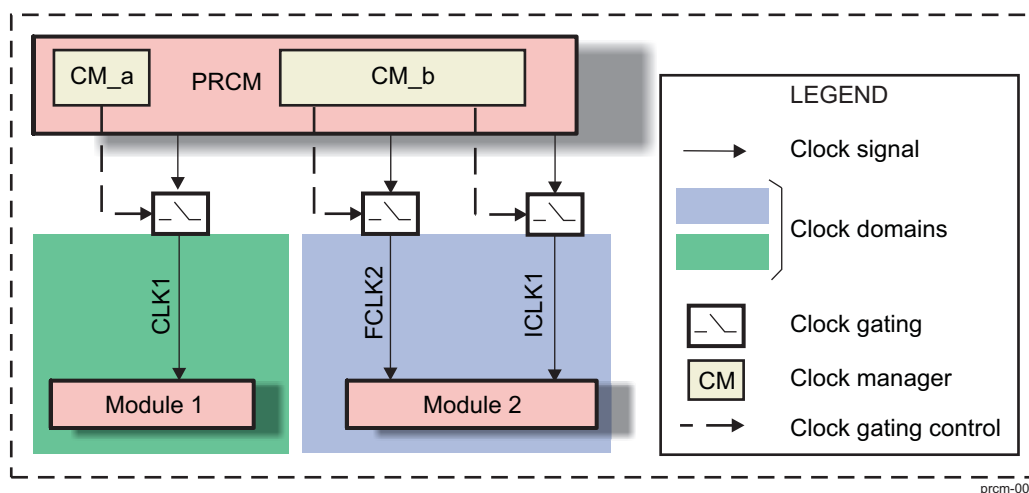 CM_a
PRCM
CM_b
LEGEND
Clock signal
Clock domains
Clock gating
CM
Clock manager
Clock gating control
CLK1
FCLK2
ICLK1
Module 1
Module 2
prcm-00